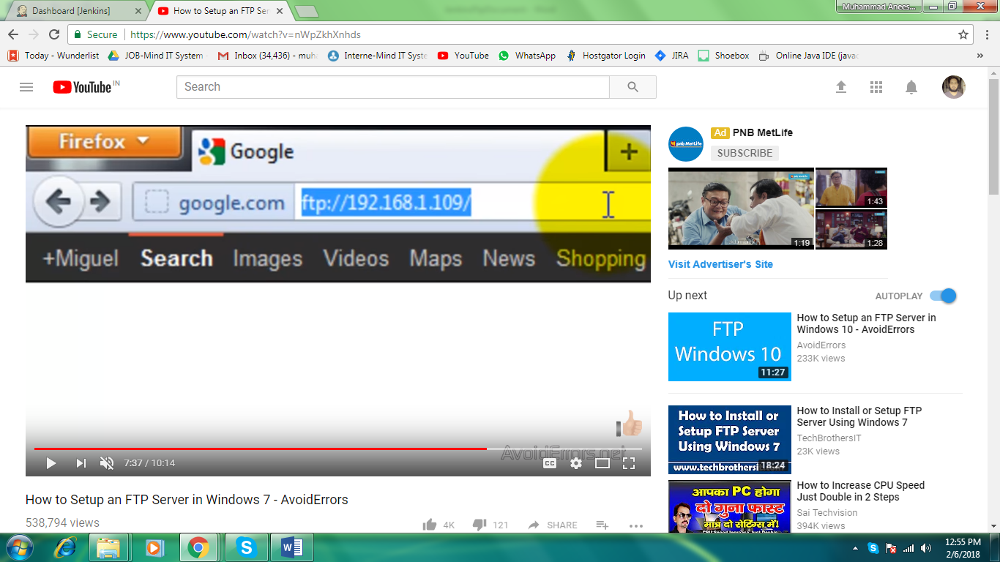 Dashboard [Jenkins]
How to Setup an FTP Ser
Muhammad Anees...
Secure
https://www.youtube.com/watch?v=nWpZkhXnhds
Today - Wunderlist
JOB-Mind IT System
Inbox (34,436) - muh
Interne-Mind IT Syste
YouTube
WhatsApp
Hostgator Login
JIRA
Shoebox
Online Java IDE (java
»
YouTube IN
Search
Firefox
Google
google.com
ftp://192.168.1.109/
+Miguel Search Images Videos Maps News Shopping
AvoidErrors.net
7:37 / 10:14
CC
How to Setup an FTP Server in Windows 7 - AvoidErrors
538,794 views
4K
121
SHARE
pnb MetLife
Ad PNB MetLife
SUBSCRIBE
1:19
1:43
1:28
Visit Advertiser's Site
Up next
AUTOPLAY
FTP
Windows 10
11:27
How to Setup an FTP Server in
Windows 10 - AvoidErrors
AvoidErrors
233K views
How to Install or
Setup FTP Server
Using Windows 7
www.techbrothersi
18:24
How to Install or Setup FTP
Server Using Windows 7
TechBrothersIT
23K views
आपका PC होगा
दो गुना फास्ट
मात्र दो सेटिंग्स में!
How to Increase CPU Speed
Just Double in 2 Steps
Sai Techvision
394K views
12:55 PM
2/6/2018